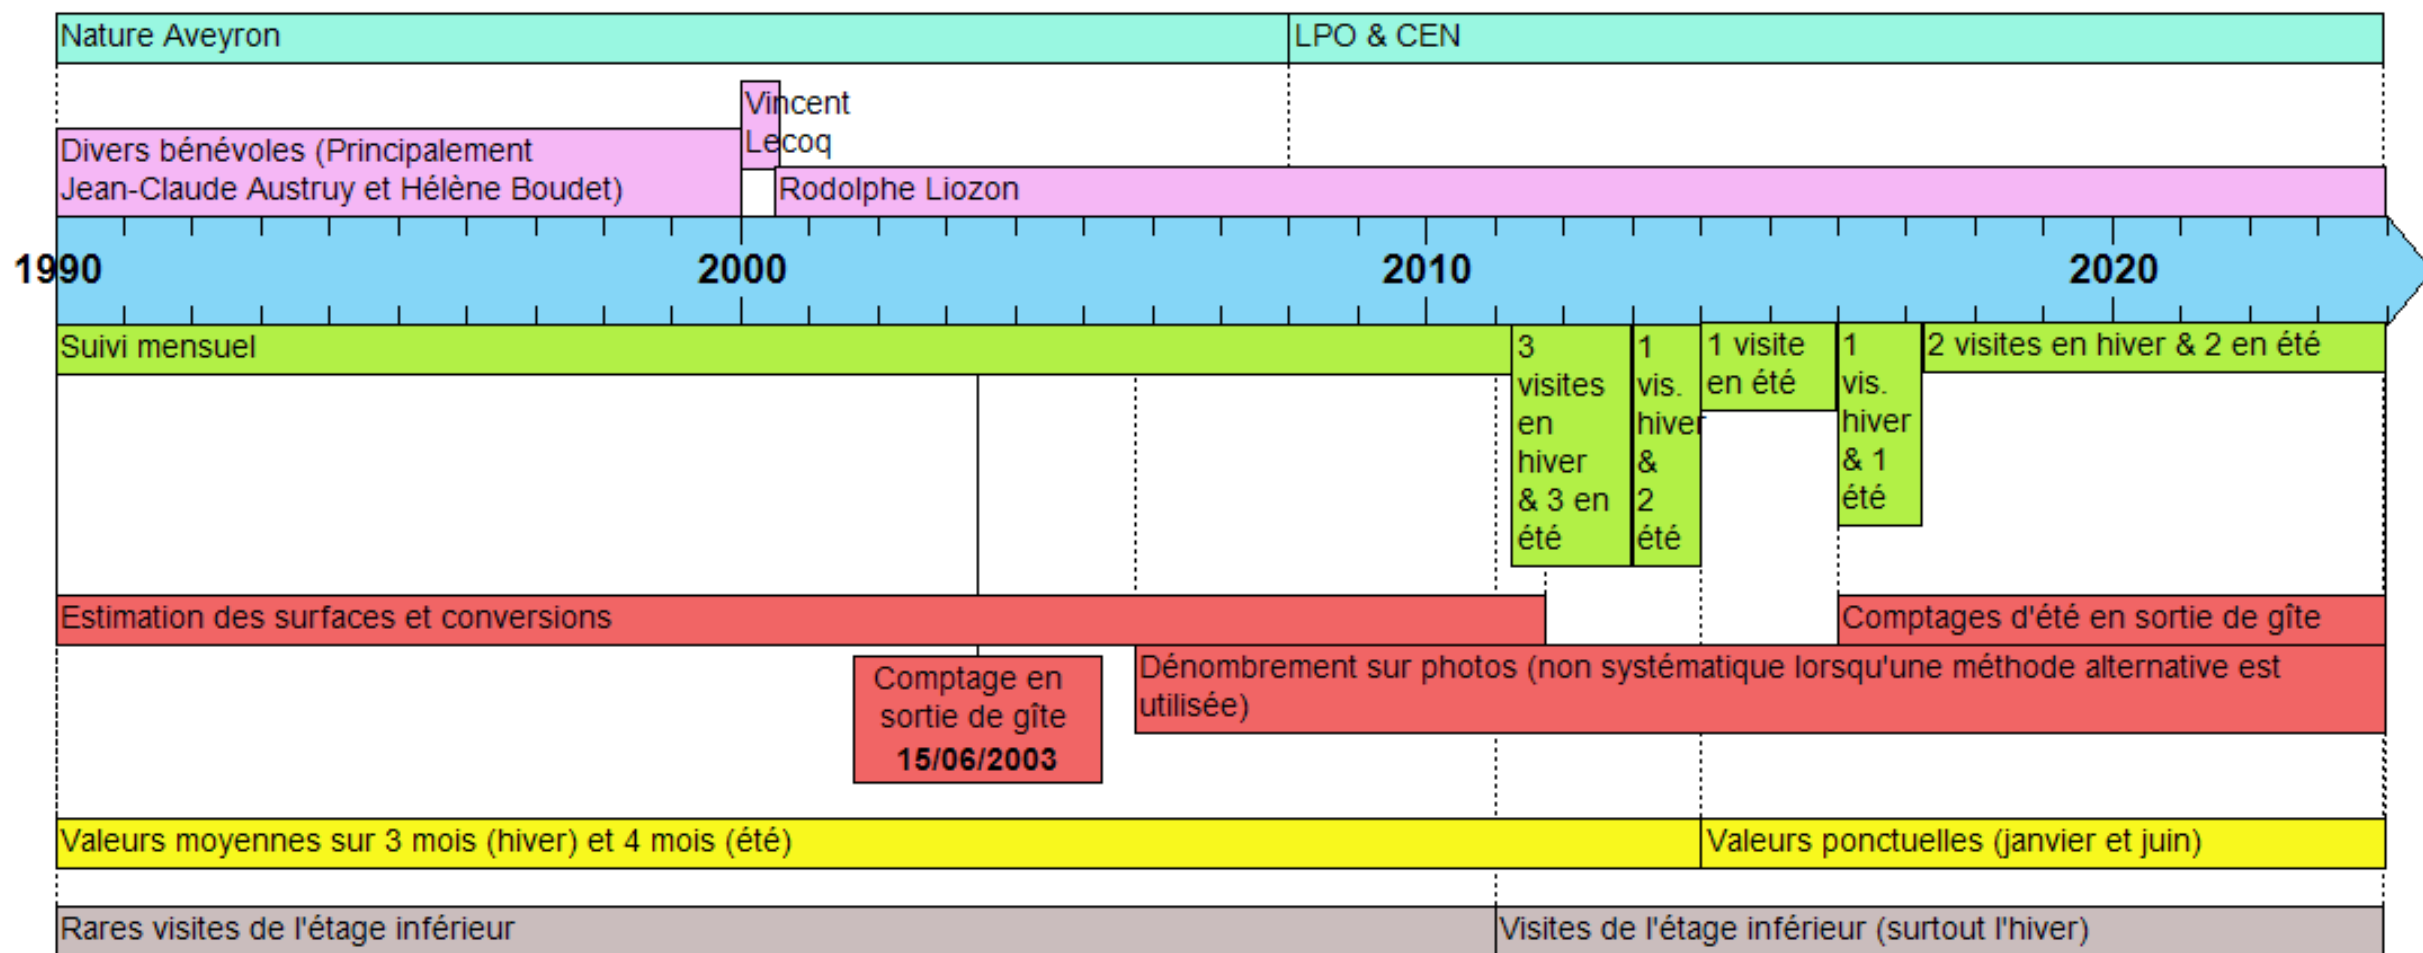 Nature Aveyron
LPO & CEN
Vincent
Lecoq
Divers bénévoles (Principalement
Jean-Claude Austruy et Hélène Boudet)
Rodolphe Liozon
1990
2000
2010
2020
Suivi mensuel
3
visites
en
hiver
& 3 en
été
1
vis.
hiver
&
2
été
1 visite
en été
1
vis.
hiver
& 1
été
2 visites en hiver & 2 en été
Estimation des surfaces et conversions
Comptages d'été en sortie de gîte
Comptage en
sortie de gîte
15/06/2003
Dénombrement sur photos (non systématique lorsqu'une méthode alternative est
utilisée)
Valeurs moyennes sur 3 mois (hiver) et 4 mois (été)
Valeurs ponctuelles (janvier et juin)
Rares visites de l'étage inférieur
Visites de l'étage inférieur (surtout l'hiver)